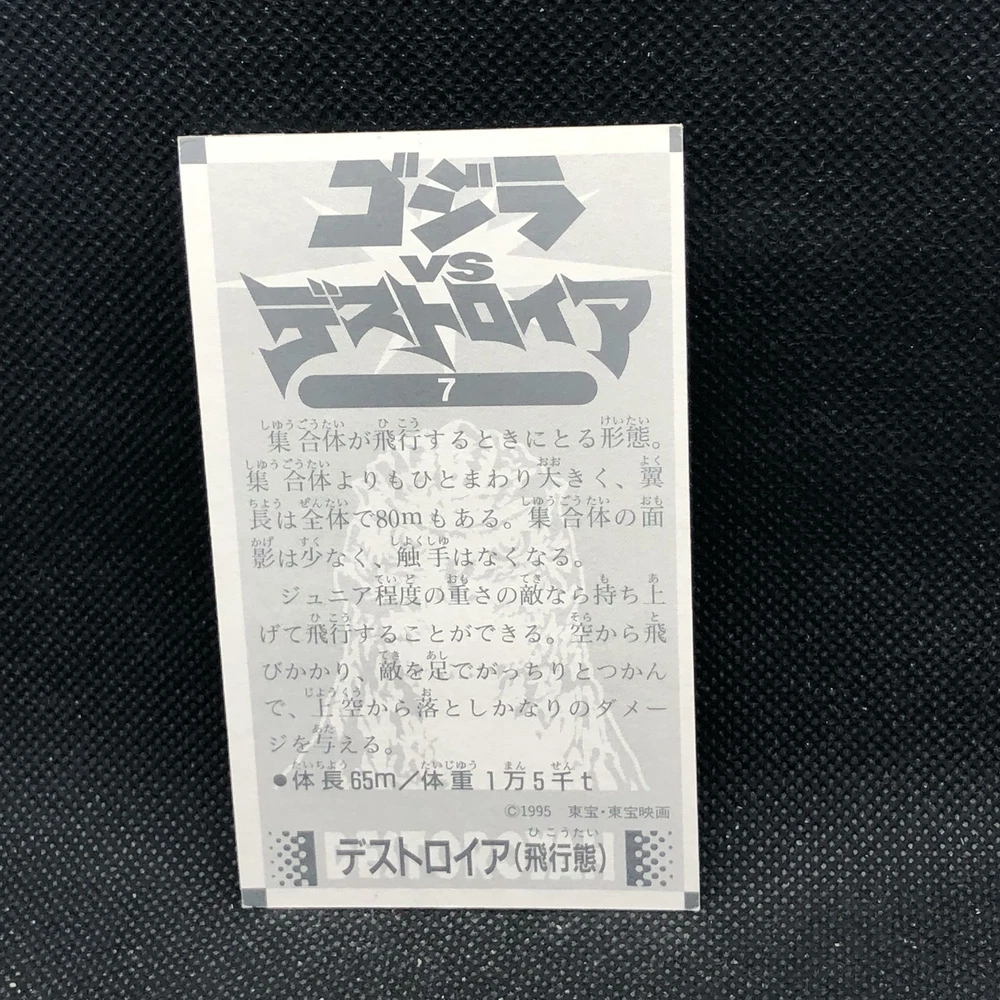 ゴジラ
VS
デストロイア
7
集合体が飛行するときにとる形態。
集合体よりもひとまわり大きく、翼
長は全体で80mもある。集合体の面
影は少なく、触手はなくなる。
ジュニア程度の重さの敵なら持ち上
げて飛行することができる。空から飛
びかかり、敵を足でがっちりとつかん
で、上空から落としかなりのダメー
ジを与える。
●体長65m/体重1万5千t
©1995 東宝・東宝映画
デストロイア(飛行態)